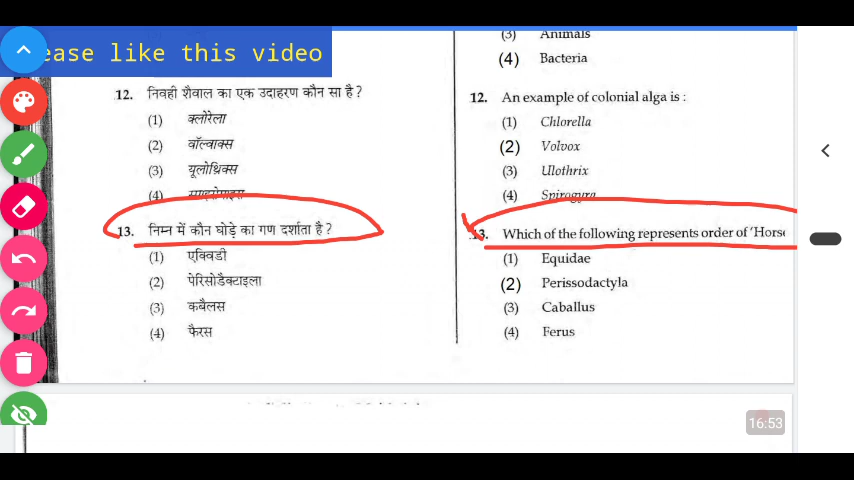 ease like this video
12. निवही शैवाल का एक उदाहरण कौन सा है?
(1) क्लोरेला
(2) वॉल्वाक्स
(3) यूलोथ्रिक्स
(4) स्पाइरोगाइरा
13. निम्न में कौन घोड़े का गण दर्शाता है?
(1) एक्विडी
(2) पेरिसोडैक्टाइला
(3) कबैलस
(4) फैरस
(3) Animals
(4) Bacteria
12. An example of colonial alga is :
(1) Chlorella
(2) Volvox
(3) Ulothrix
(4) Spirogyra
13. Which of the following represents order of 'Horse
(1) Equidae
(2) Perissodactyla
(3) Caballus
(4) Ferus
16:53